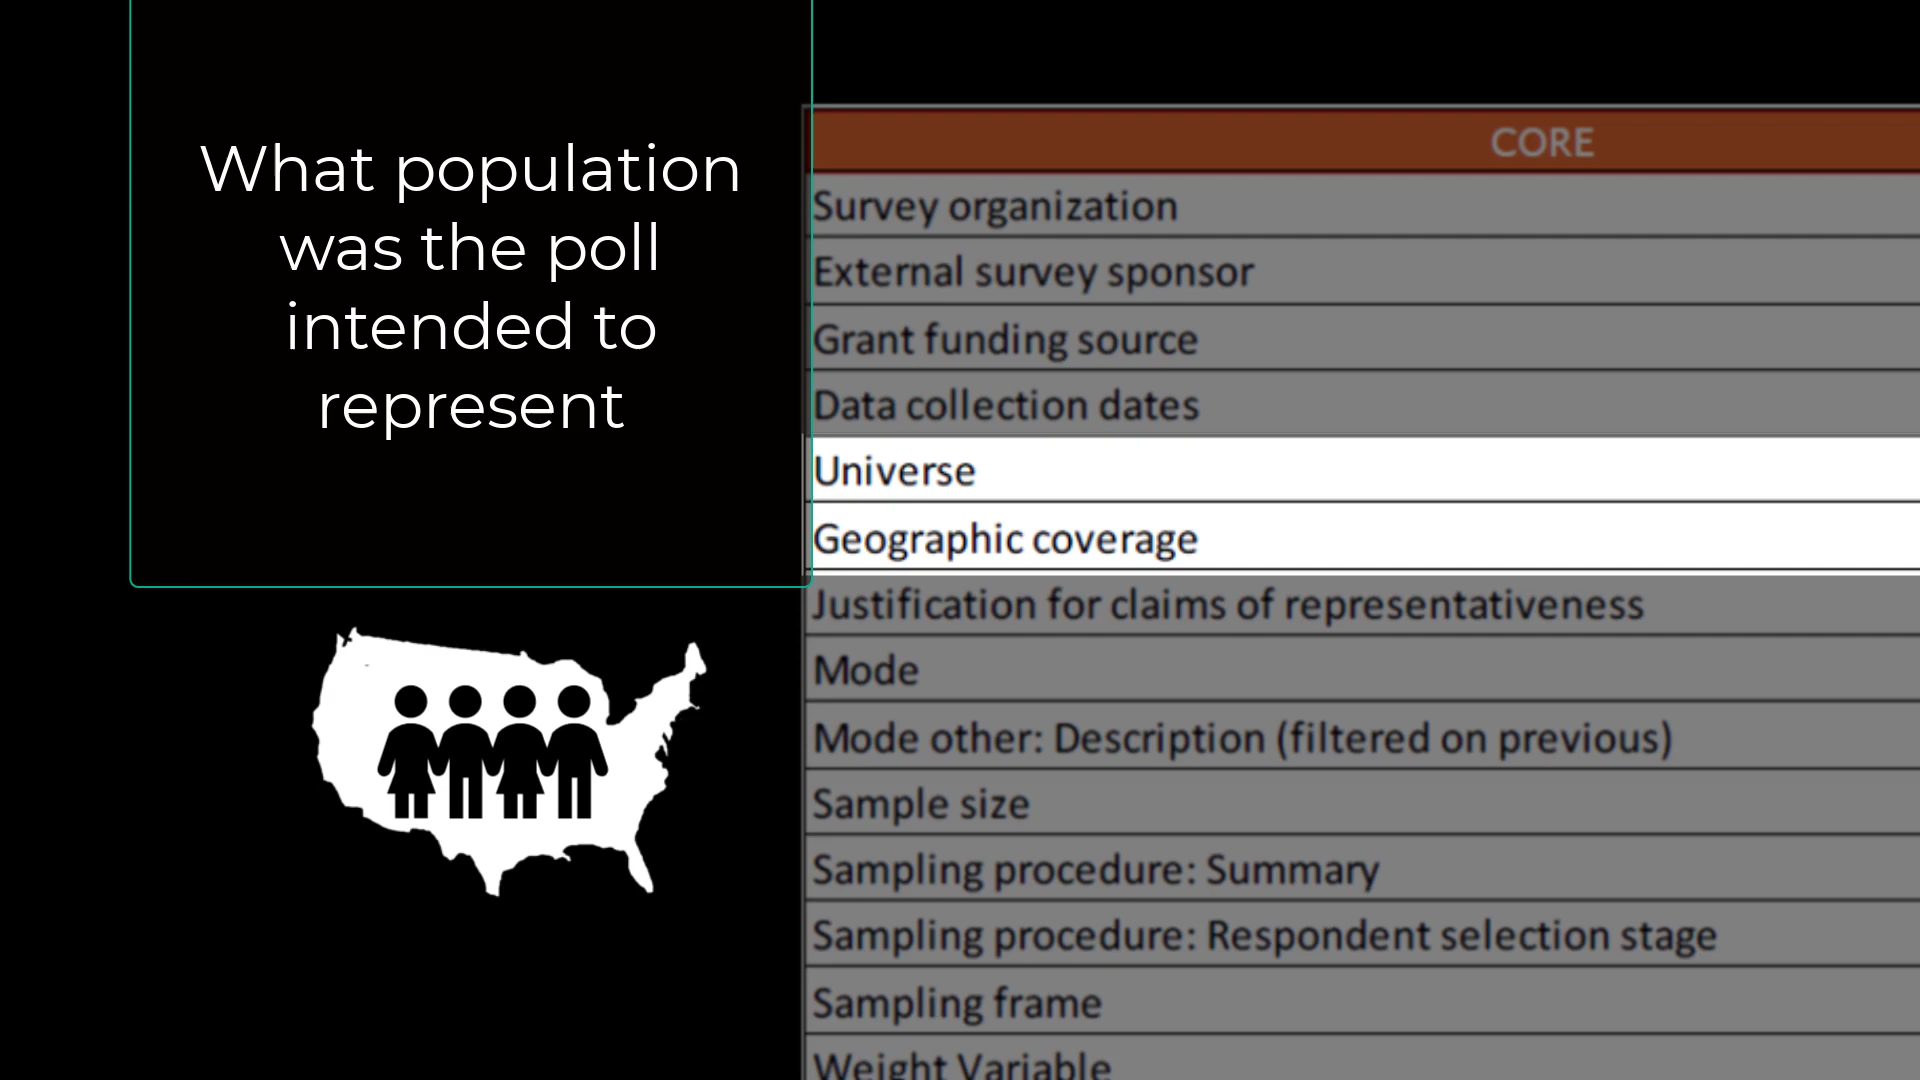 What population
was the poll
intended to
represent
CORE
Survey organization
External survey sponsor
Grant funding source
Data collection dates
Universe
Geographic coverage
Justification for claims of representativeness
Mode
Mode other: Description (filtered on previous)
Sample size
Sampling procedure: Summary
Sampling procedure: Respondent selection stage
Sampling frame
Weight Variable